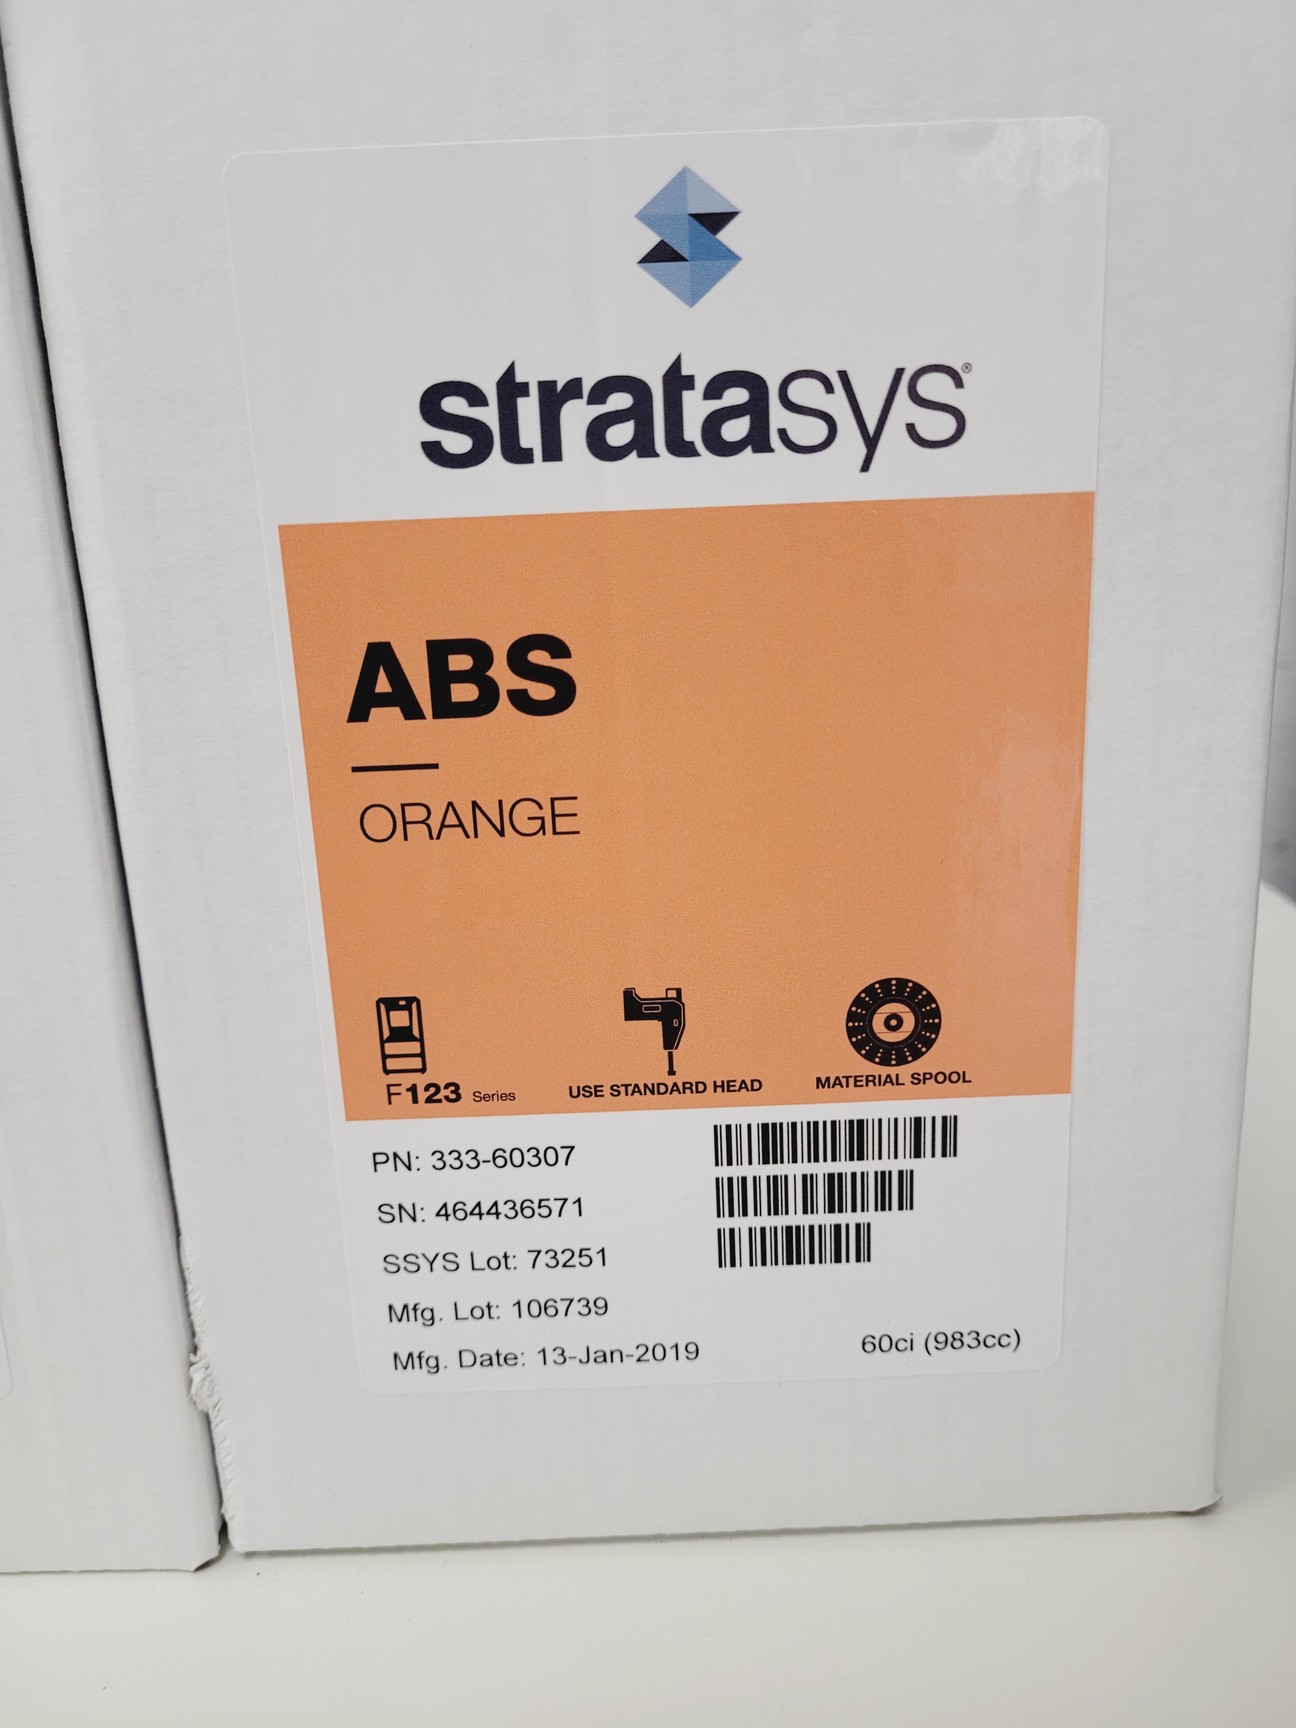 stratasys®
ABS
ORANGE
F123 Series
USE STANDARD HEAD
MATERIAL SPOOL
PN: 333-60307
SN: 464436571
SSYS Lot: 73251
Mfg. Lot: 106739
Mfg. Date: 13-Jan-2019
60ci (983cc)